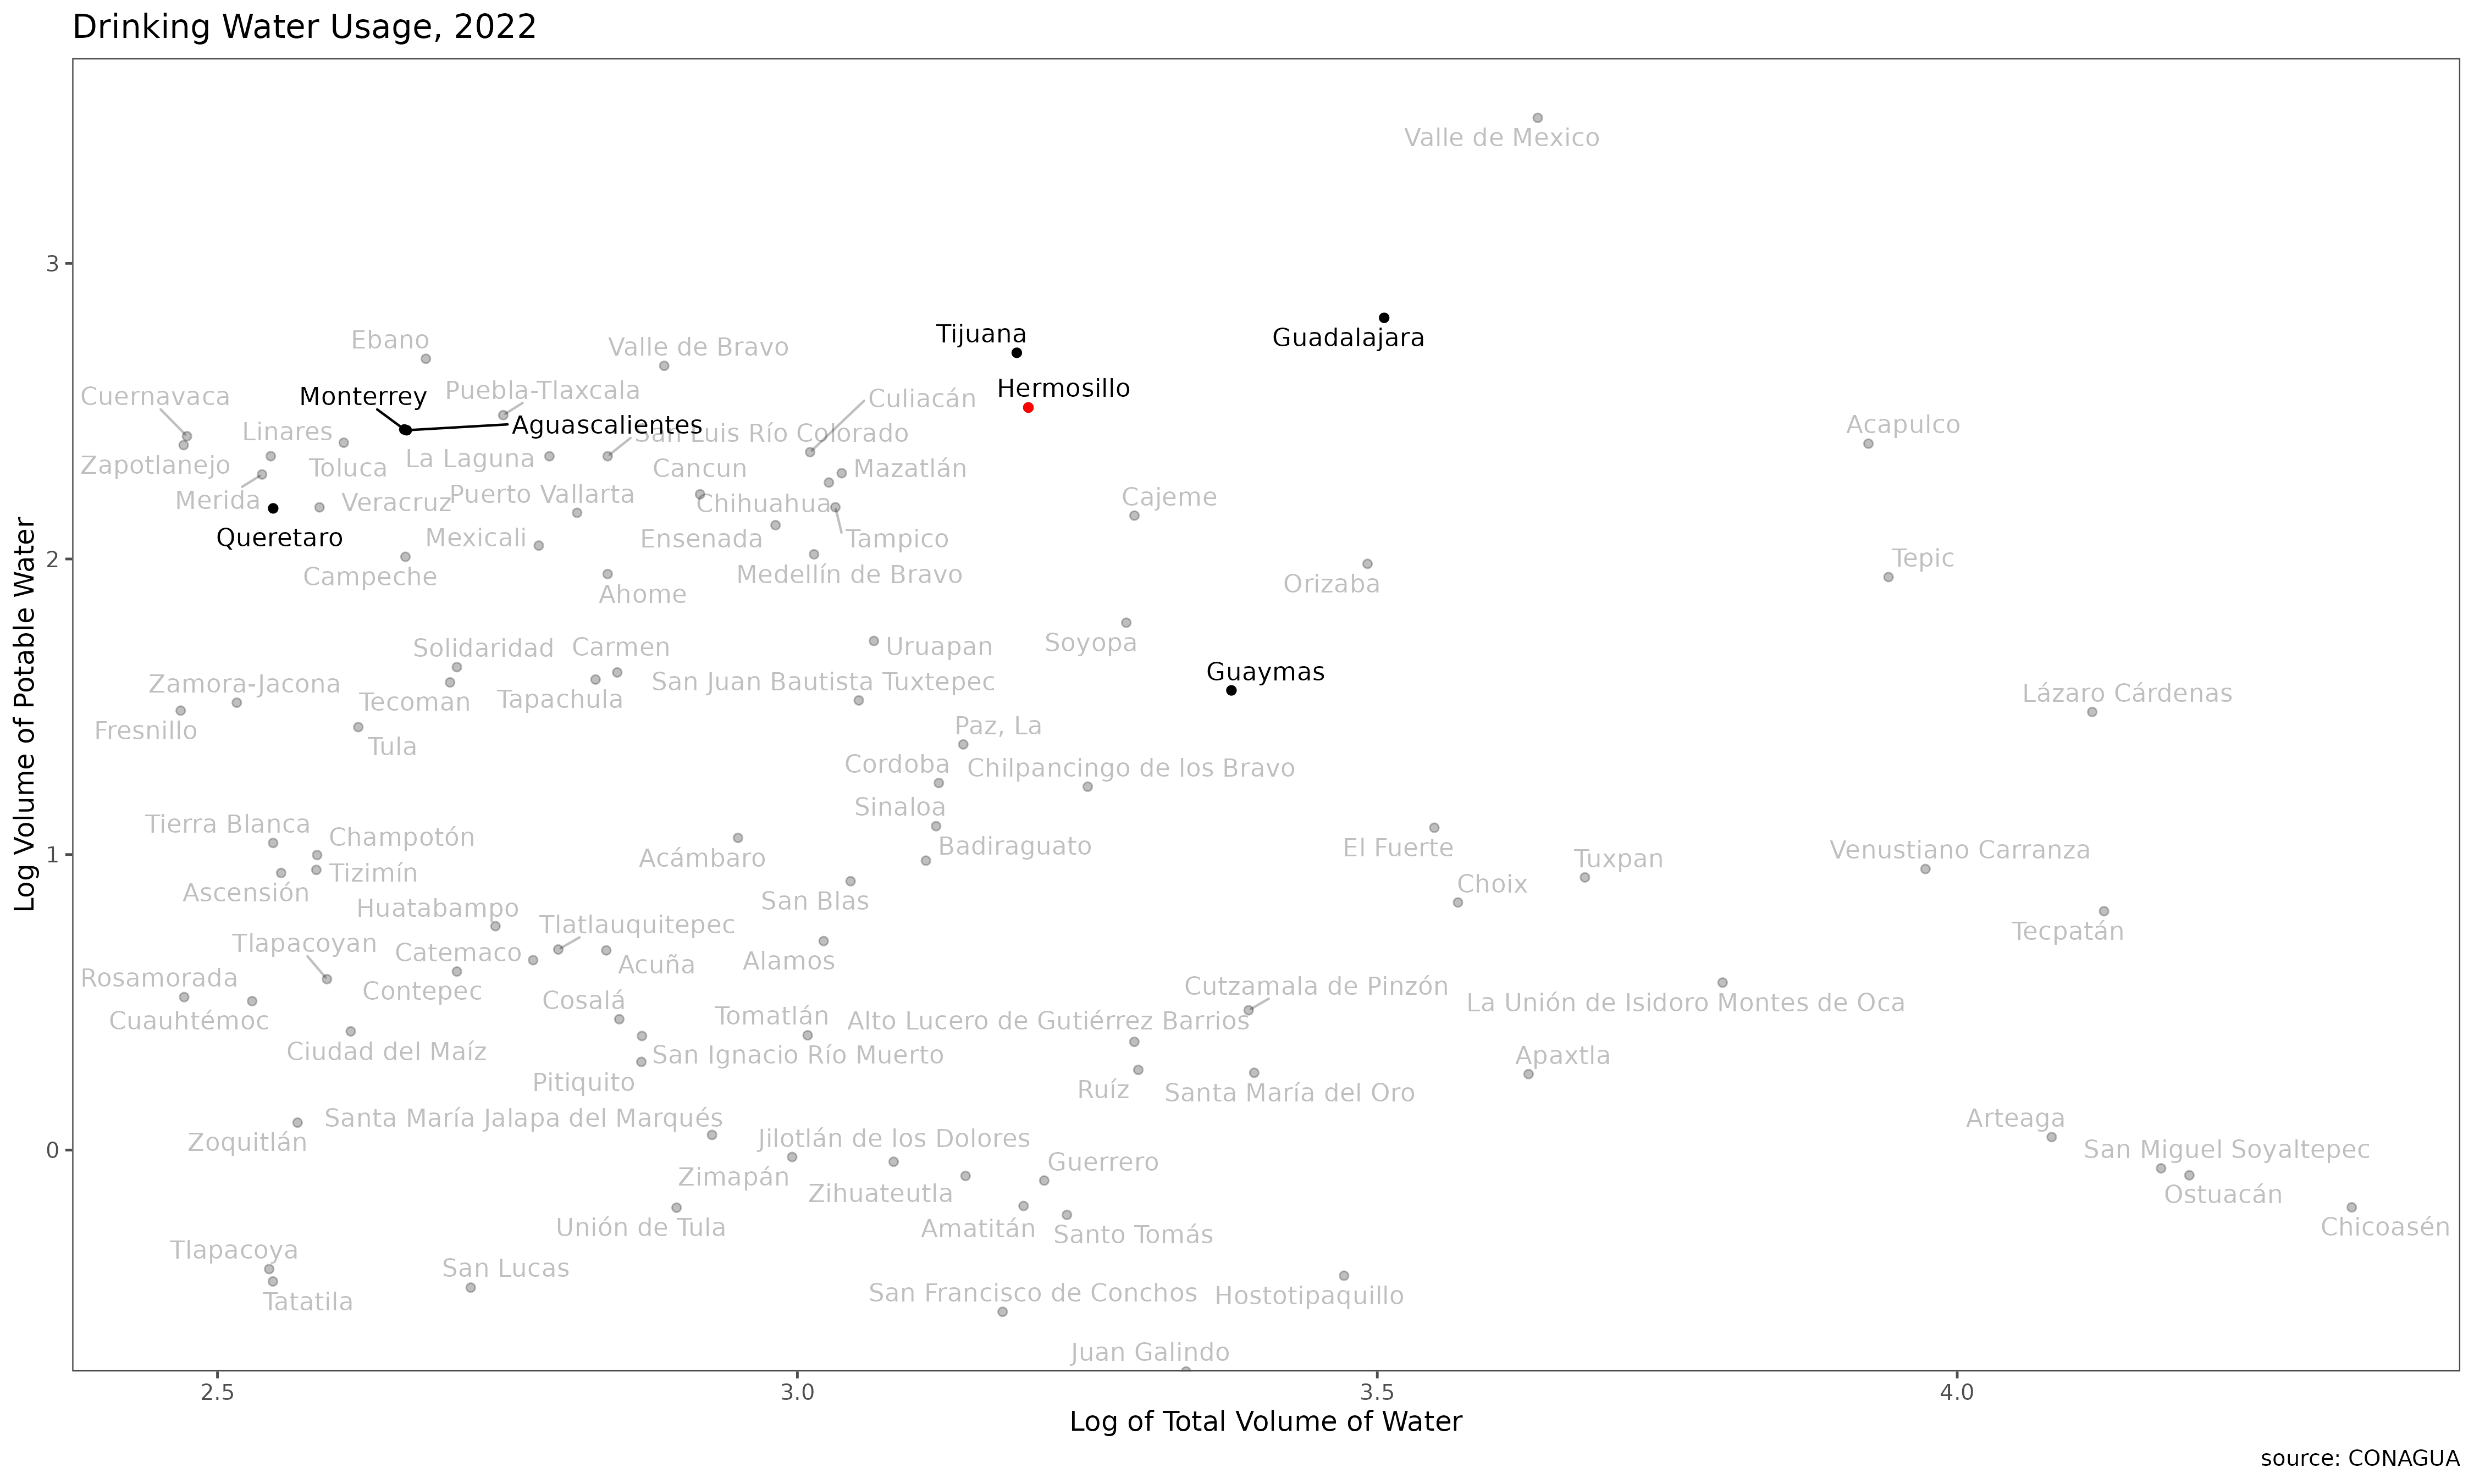 Drinking Water Usage, 2022
Valle de Mexico
3
Tijuana
Guadalajara
Ebano
Valle de Bravo
Hermosillo
Cuernavaca
Monterrey
Puebla-Tlaxcala
Culiacán
Aguascalientes
Acapulco
Linares
San Luis Río Colorado
Zapotlanejo
Toluca
La Laguna
Cancun
Mazatlán
Merida
Veracruz
Puerto Vallarta
Chihuahua
Cajeme
Queretaro
Mexicali
Ensenada
Tampico
2
Campeche
Medellín de Bravo
Tepic
Ahome
Orizaba
Solidaridad
Carmen
Uruapan
Soyopa
Zamora-Jacona
San Juan Bautista Tuxtepec
Guaymas
Tecoman
Tapachula
Lázaro Cárdenas
Fresnillo
Tula
Paz, La
Cordoba
Chilpancingo de los Bravo
Sinaloa
Tierra Blanca
Champotón
1
Acámbaro
Badiraguato
El Fuerte
Tuxpan
Venustiano Carranza
Tizimín
Ascensión
San Blas
Choix
Huatabampo
Tlatlauquitepec
Tecpatán
Tlapacoyan
Catemaco
Acuña
Alamos
Rosamorada
Contepec
Cosalá
Cutzamala de Pinzón
La Unión de Isidoro Montes de Oca
Cuauhtémoc
Tomatlán
Alto Lucero de Gutiérrez Barrios
Ciudad del Maíz
San Ignacio Río Muerto
Apaxtla
Pitiquito
Ruíz
Santa María del Oro
Santa María Jalapa del Marqués
Arteaga
0
Zoquitlán
Jilotlán de los Dolores
San Miguel Soyaltepec
Zimapán
Guerrero
Zihuateutla
Ostuacán
Unión de Tula
Amatitán
Santo Tomás
Chicoasén
Tlapacoya
San Lucas
Tatatila
San Francisco de Conchos
Hostotipaquillo
Juan Galindo
2.5
3.0
3.5
4.0
Log Volume of Potable Water
Log of Total Volume of Water
source: CONAGUA